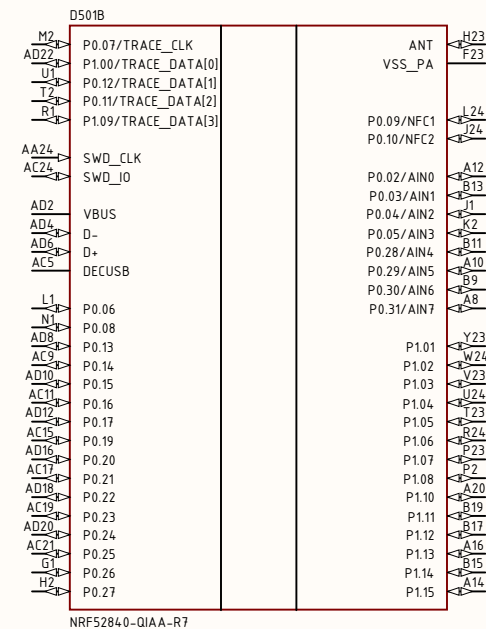 D501B
M2 P0.07/TRACE_CLK ANT H23
AD22 P1.00/TRACE_DATA[0] VSS_PA F23
U1 P0.12/TRACE_DATA[1]
T2 P0.11/TRACE_DATA[2]
R1 P1.09/TRACE_DATA[3] P0.09/NFC1 L24
P0.10/NFC2 J24
AA24 SWD_CLK
AC24 SWD_IO P0.02/AIN0 A12
P0.03/AIN1 B13
AD2 VBUS P0.04/AIN2 J1
AD4 D- P0.05/AIN3 K2
AD6 D+ P0.28/AIN4 B11
AC5 DECUSB P0.29/AIN5 A10
P0.30/AIN6 B9
L1 P0.06 P0.31/AIN7 A8
N1 P0.08
AD8 P0.13 P1.01 Y23
AC9 P0.14 P1.02 W24
AD10 P0.15 P1.03 V23
AC11 P0.16 P1.04 U24
AD12 P0.17 P1.05 T23
AC15 P0.19 P1.06 R24
AD16 P0.20 P1.07 P23
AC17 P0.21 P1.08 P2
AD18 P0.22 P1.10 A20
AC19 P0.23 P1.11 B19
AD20 P0.24 P1.12 B17
AC21 P0.25 P1.13 A16
G1 P0.26 P1.14 B15
H2 P0.27 P1.15 A14
NRF52840-QIAA-R7